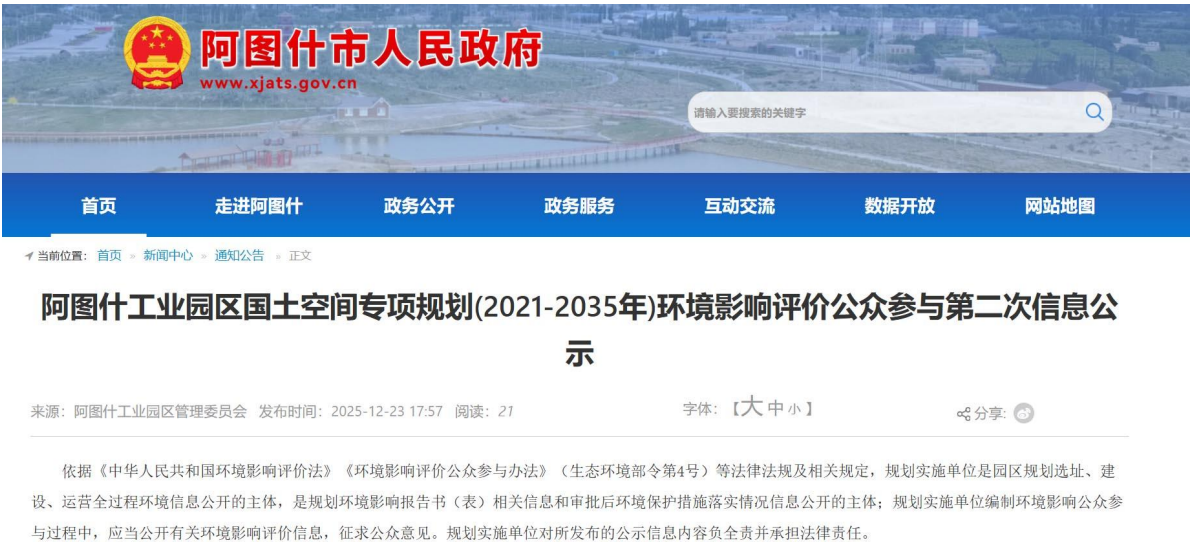 阿图什市人民政府
www.xjats.gov.cn
请输入要搜索的关键字
首页 走进阿图什 政务公开 政务服务 互动交流 数据开放 网站地图
当前位置： 首页 » 新闻中心 » 通知公告 » 正文
阿图什工业园区国土空间专项规划(2021-2035年)环境影响评价公众参与第二次信息公
示
来源：阿图什工业园区管理委员会 发布时间：2025-12-23 17:57 阅读：21 字体：【大 中 小 】 分享:
依据《中华人民共和国环境影响评价法》《环境影响评价公众参与办法》（生态环境部令第4号）等法律法规及相关规定，规划实施单位是园区规划选址、建
设、运营全过程环境信息公开的主体，是规划环境影响报告书（表）相关信息和审批后环境保护措施落实情况信息公开的主体；规划实施单位编制环境影响公众参
与过程中，应当公开有关环境影响评价信息，征求公众意见。规划实施单位对所发布的公示信息内容负全责并承担法律责任。